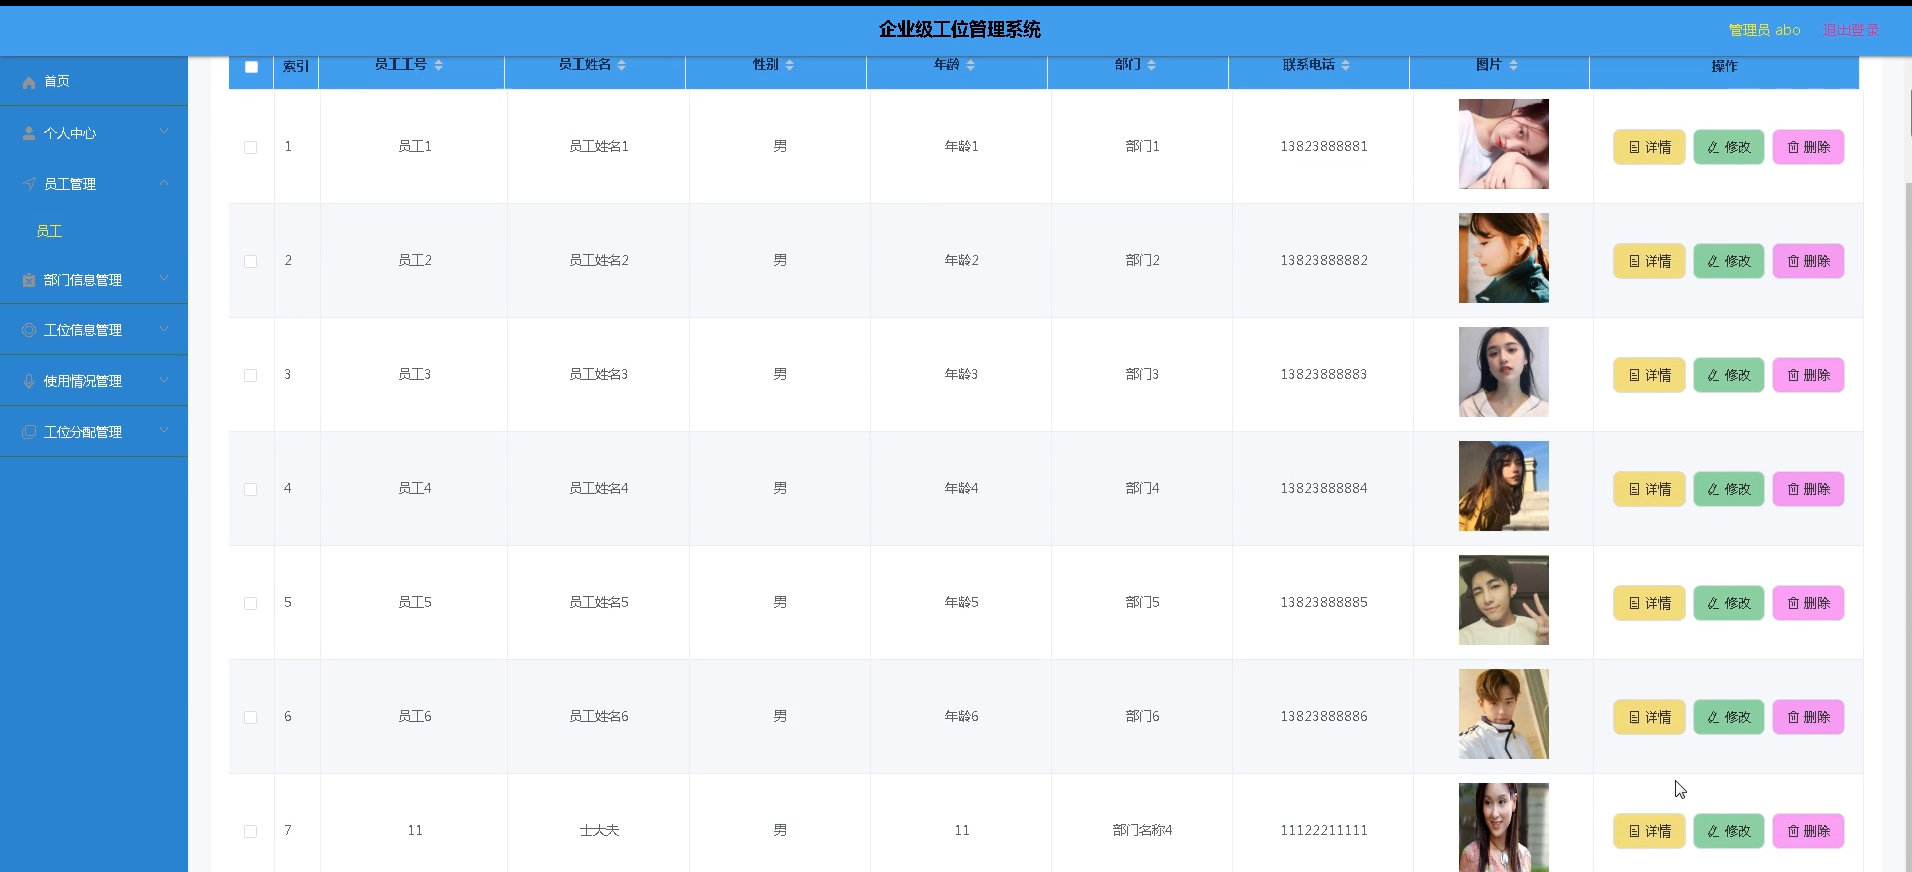 企业级工位管理系统
管理员 abo 退出登录
首页
个人中心
员工管理
员工
部门信息管理
工位信息管理
使用情况管理
工位分配管理
索引 员工工号 员工姓名 性别 年龄 部门 联系电话 图片 操作
1 员工1 员工姓名1 男 年龄1 部门1 13823888881 详情 修改 删除
2 员工2 员工姓名2 男 年龄2 部门2 13823888882 详情 修改 删除
3 员工3 员工姓名3 男 年龄3 部门3 13823888883 详情 修改 删除
4 员工4 员工姓名4 男 年龄4 部门4 13823888884 详情 修改 删除
5 员工5 员工姓名5 男 年龄5 部门5 13823888885 详情 修改 删除
6 员工6 员工姓名6 男 年龄6 部门6 13823888886 详情 修改 删除
7 11 士大夫 男 11 部门名称4 11122211111 详情 修改 删除